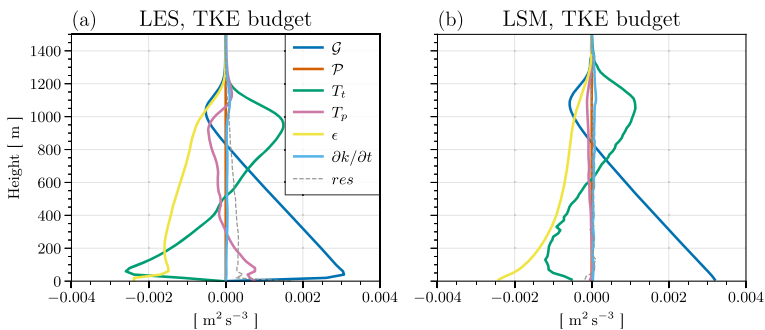 (a) LES, TKE budget
(b) LSM, TKE budget
Height [ m ]
1400
1200
1000
800
600
400
200
0
𝒢
𝒫
T_t
T_p
ϵ
∂k/∂t
res
−0.004 −0.002 0.000 0.002 0.004
[ m² s⁻³ ]
−0.004 −0.002 0.000 0.002 0.004
[ m² s⁻³ ]